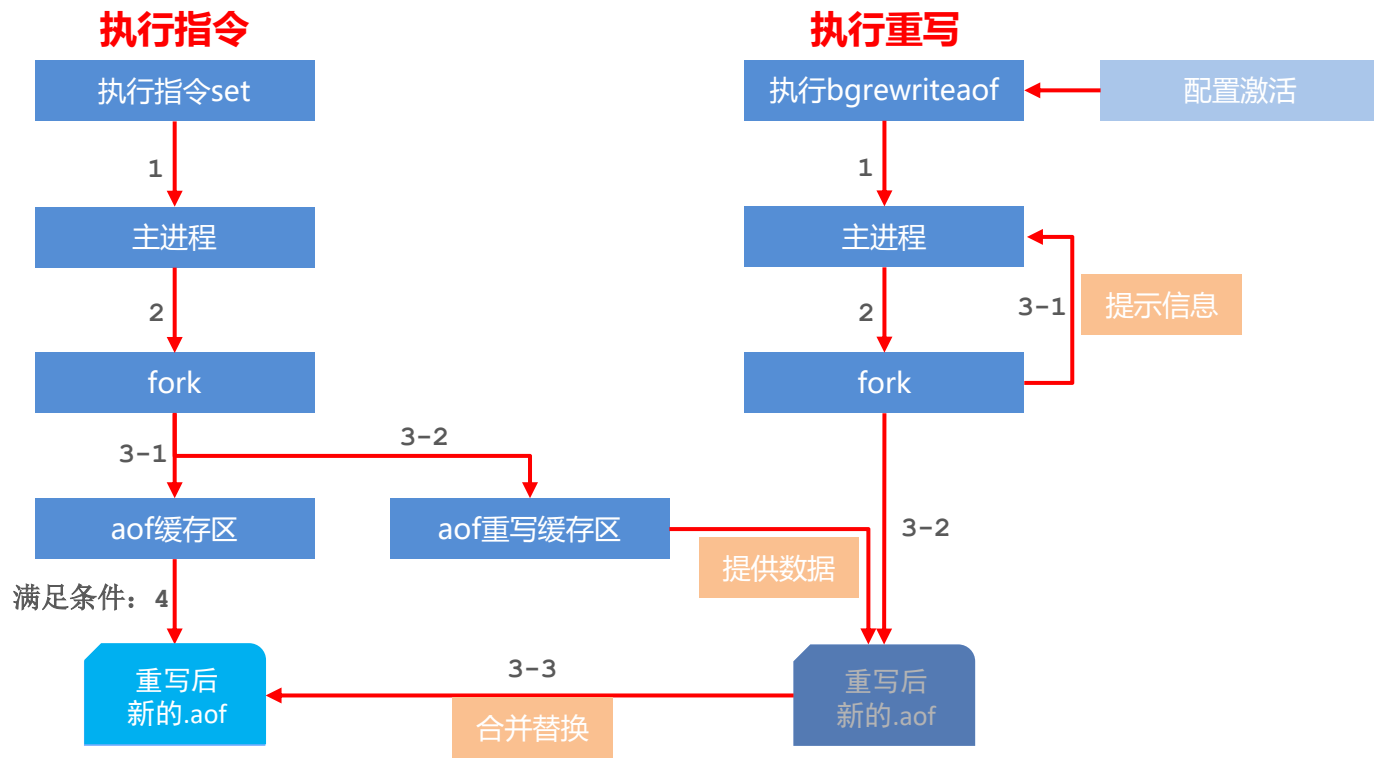 执行指令
执行重写
执行指令set
执行bgrewriteaof
配置激活
1
1
主进程
主进程
2
2
3-1
提示信息
fork
fork
3-1
3-2
aof缓存区
aof重写缓存区
3-2
提供数据
满足条件：4
重写后
新的.aof
3-3
合并替换
重写后
新的.aof